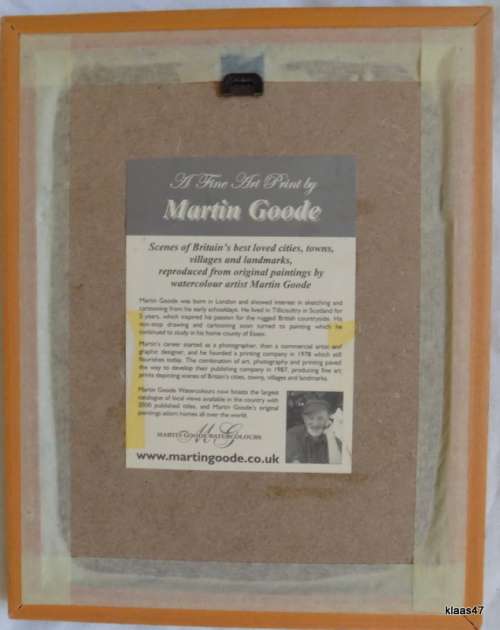 A Fine Art Print by
Martin Goode
Scenes of Britain's best loved cities, towns,
villages and landmarks,
reproduced from original paintings by
watercolour artist Martin Goode
Martin Goode was born in London and showed interest in sketching and
cartooning from his early schooldays. He lived in Tillicoultry in Scotland for
5 years, which inspired his passion for the rugged British countryside. His
non-stop drawing and cartooning soon turned to painting which he
continued to study in his home county of Essex.
Martin's career started as a photographer, then a commercial artist and
graphic designer, and he founded a printing company in 1978 which still
flourishes today. The combination of art, photography and printing paved
the way to develop their publishing company in 1987, producing fine art
prints depicting scenes of Britain's cities, towns, villages and landmarks.
Martin Goode Watercolours now boasts the largest
catalogue of local views available in the country with
2000 published titles, and Martin Goode's original
paintings adorn homes all over the world.
MG
MARTIN GOODE WATERCOLOURS
www.martingoode.co.uk
klaas47